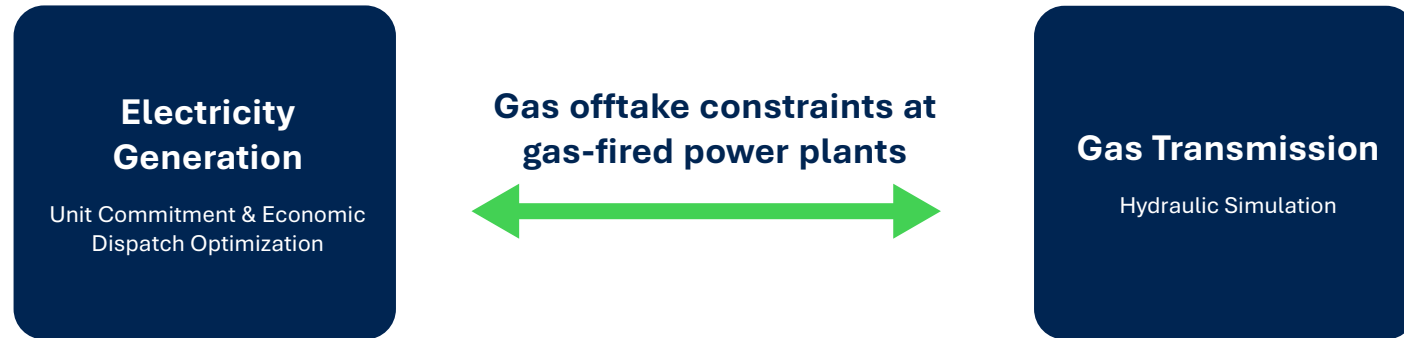 Electricity
Generation
Unit Commitment & Economic
Dispatch Optimization
Gas offtake constraints at
gas-fired power plants
Gas Transmission
Hydraulic Simulation